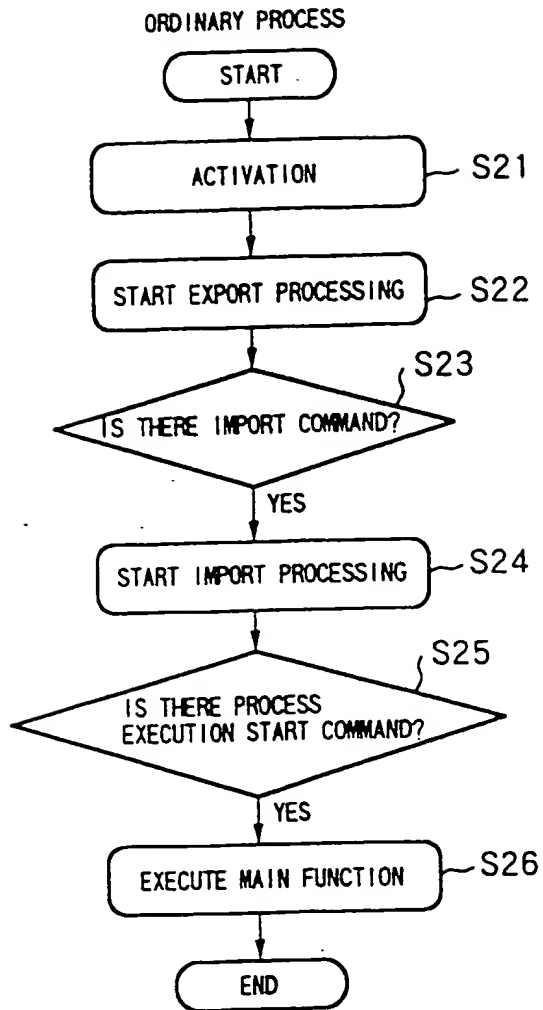 ORDINARY PROCESS
START
ACTIVATION
S21
START EXPORT PROCESSING
S22
S23
IS THERE IMPORT COMMAND?
YES
START IMPORT PROCESSING
S24
S25
IS THERE PROCESS
EXECUTION START COMMAND?
YES
EXECUTE MAIN FUNCTION
S26
END